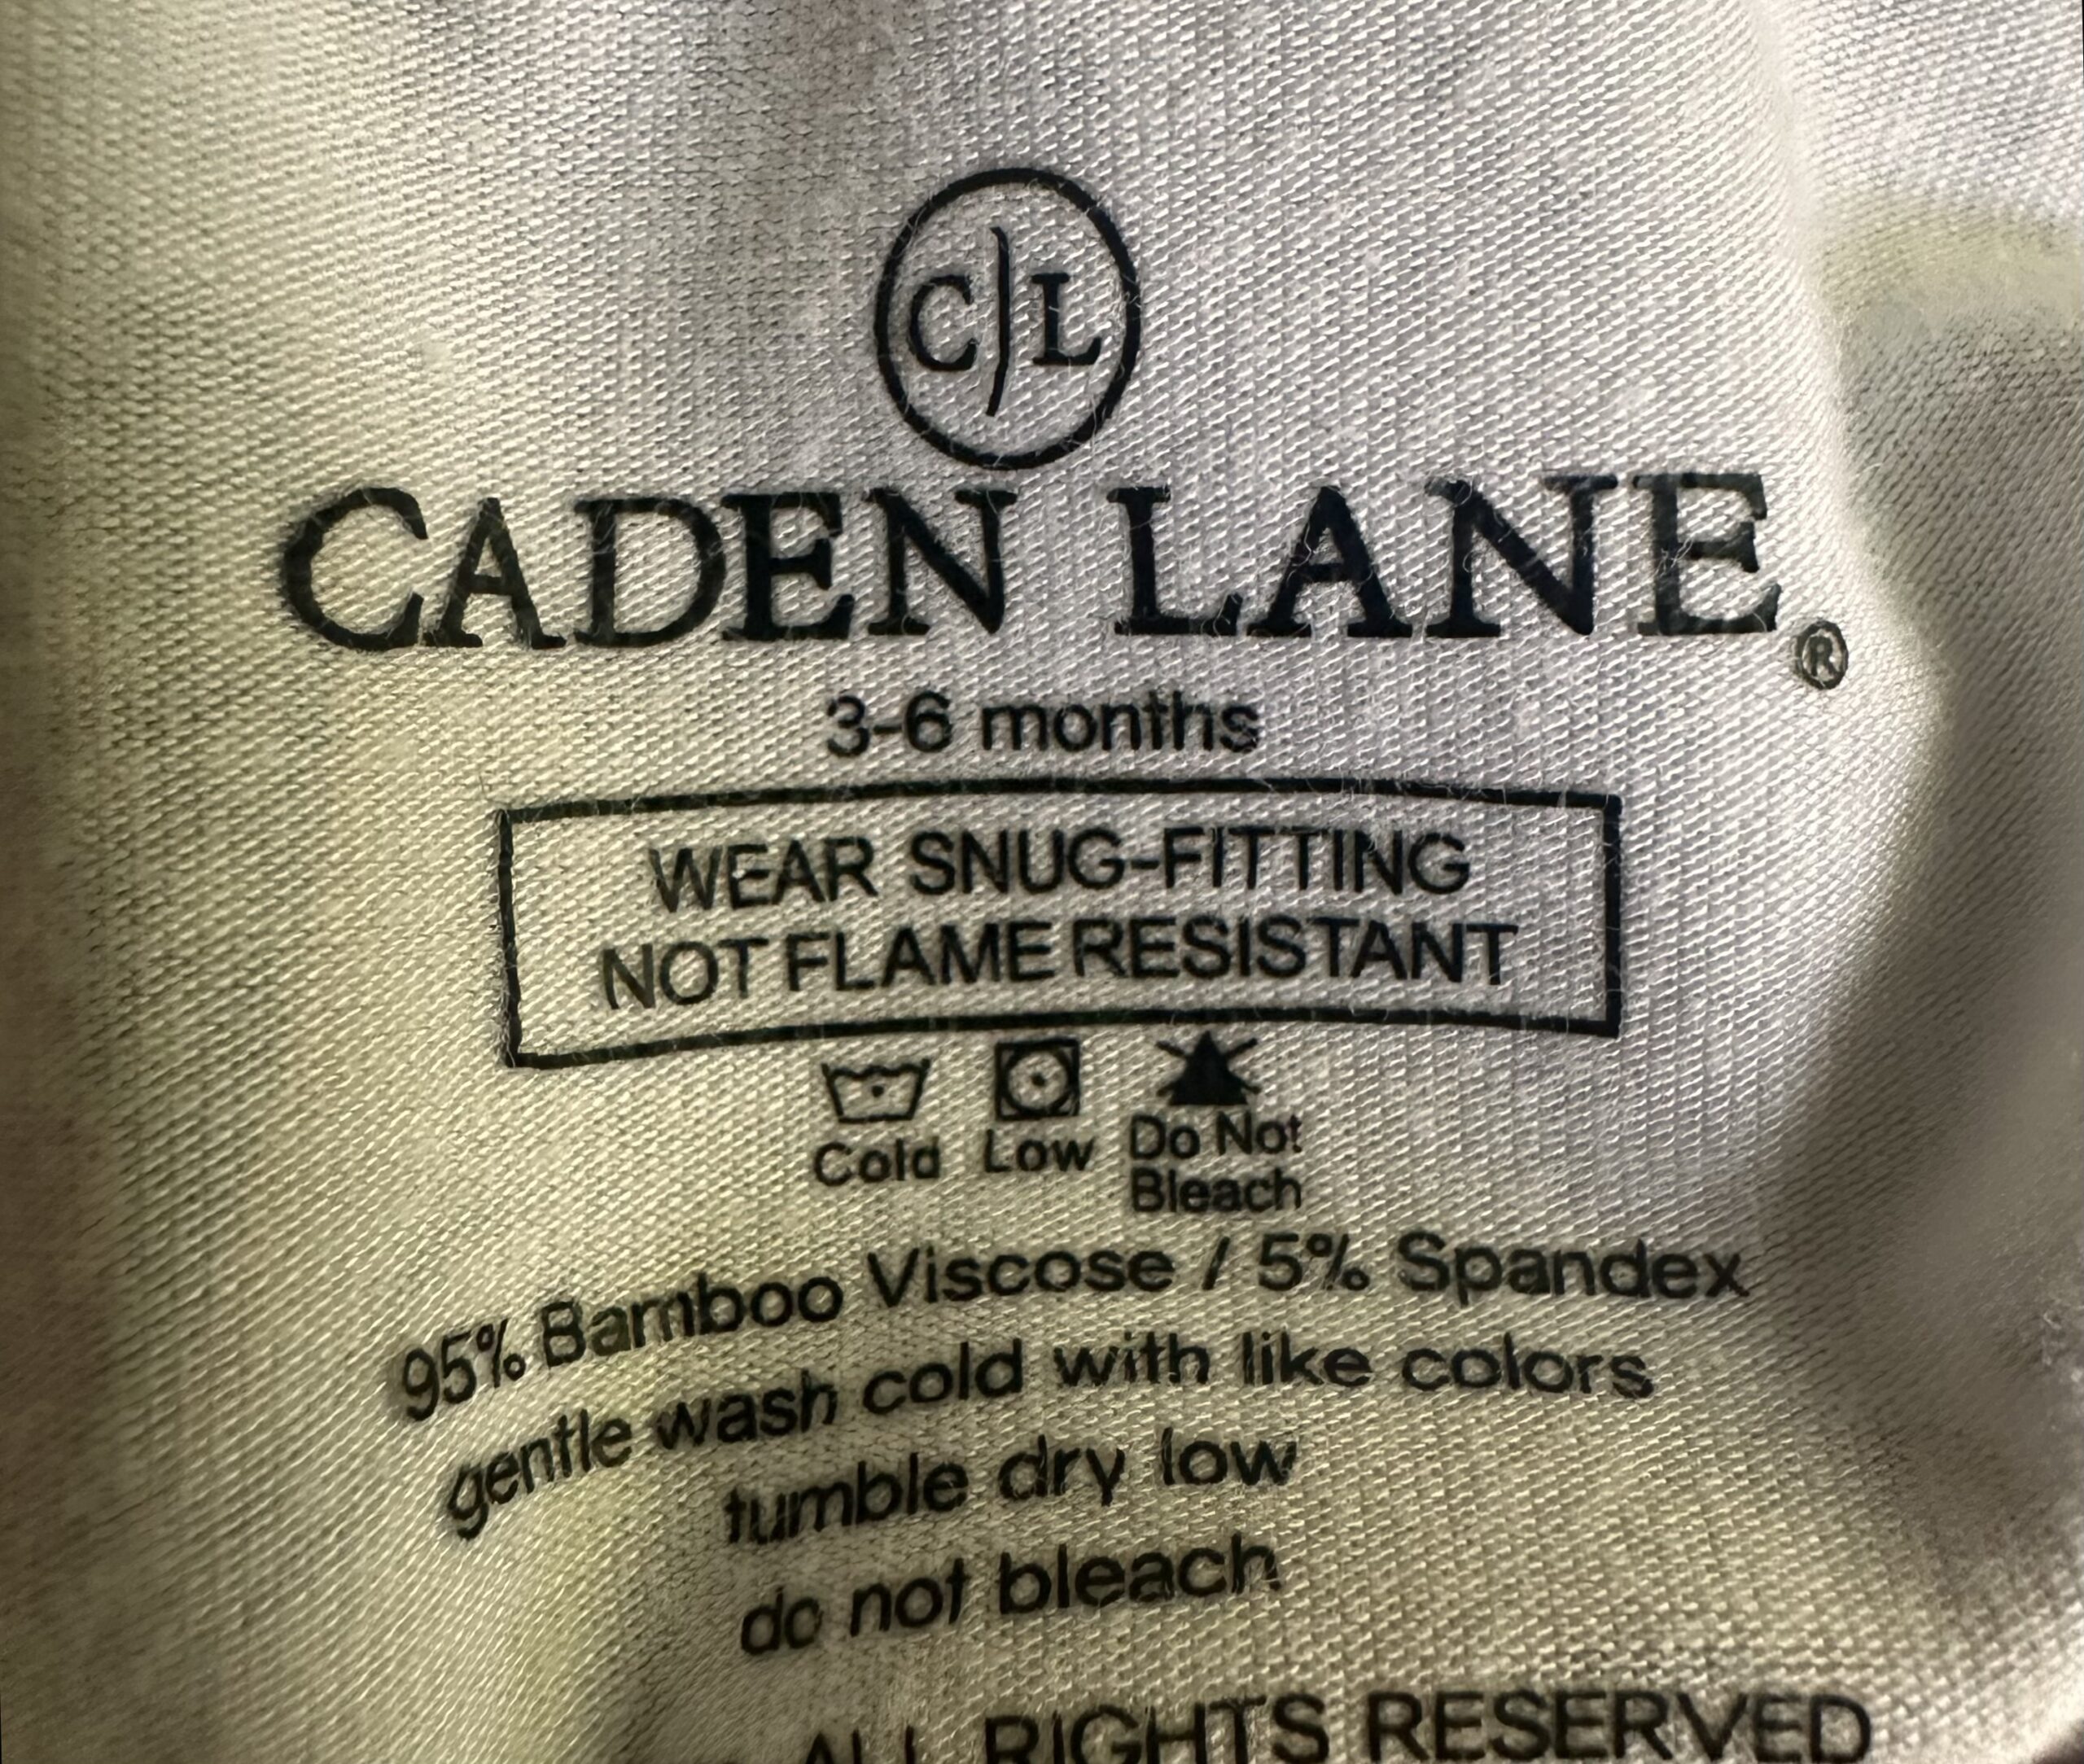 C L
CADEN LANE®
3-6 months
WEAR SNUG-FITTING
NOT FLAME RESISTANT
Cold Low Do Not
Bleach
95% Bamboo Viscose / 5% Spandex
gentle wash cold with like colors
tumble dry low
do not bleach
ALL RIGHTS RESERVED